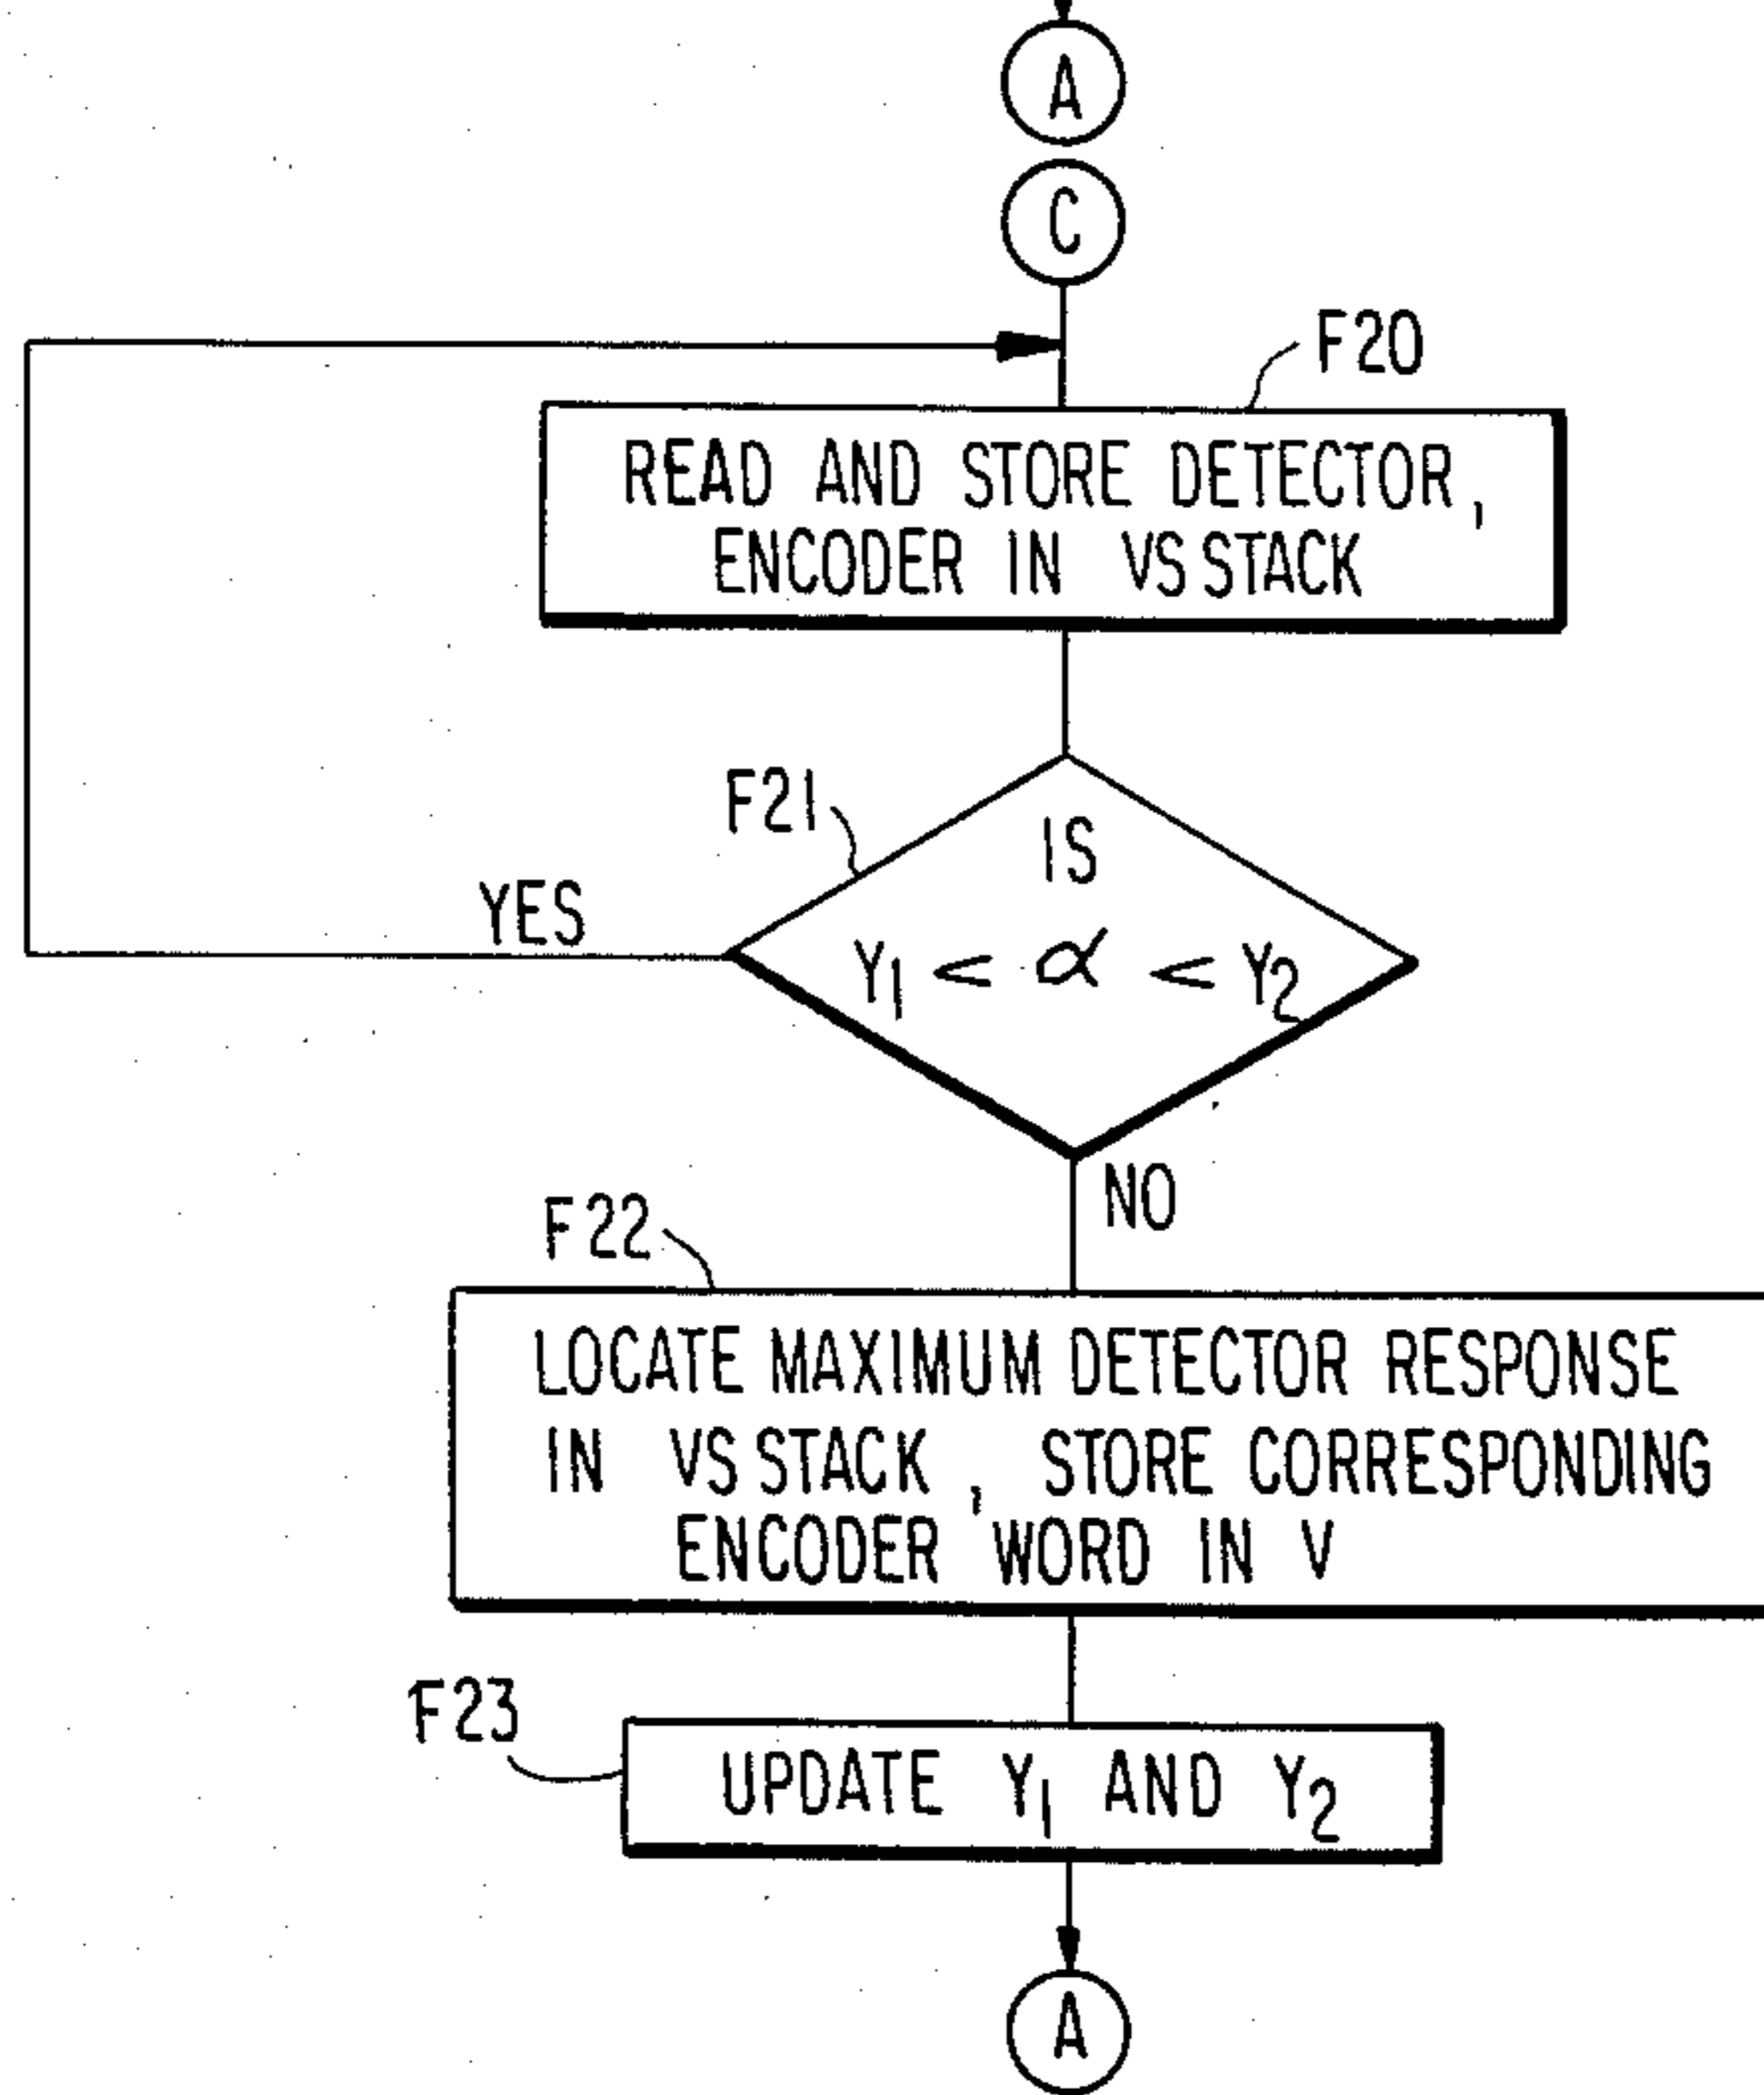 A
C
F20
READ AND STORE DETECTOR,
ENCODER IN VS STACK
F21
IS
YES
Y1 < α < Y2
NO
F22
LOCATE MAXIMUM DETECTOR RESPONSE
IN VS STACK, STORE CORRESPONDING
ENCODER WORD IN V
F23
UPDATE Y1 AND Y2
A